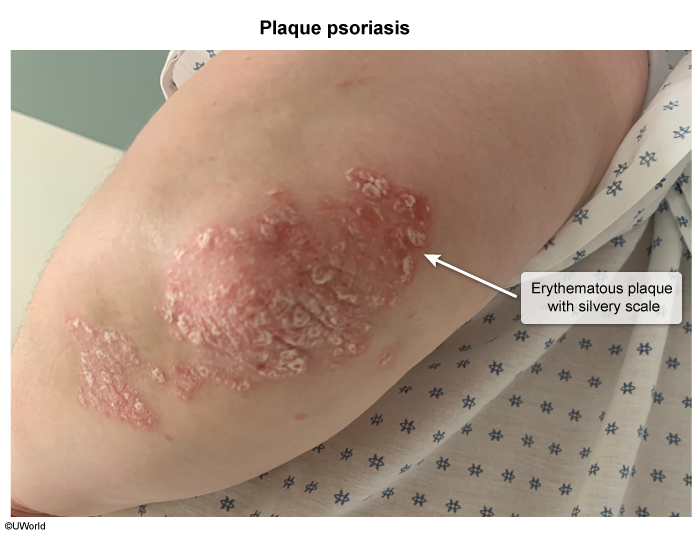 Plaque psoriasis
Erythematous plaque
with silvery scale
©UWorld